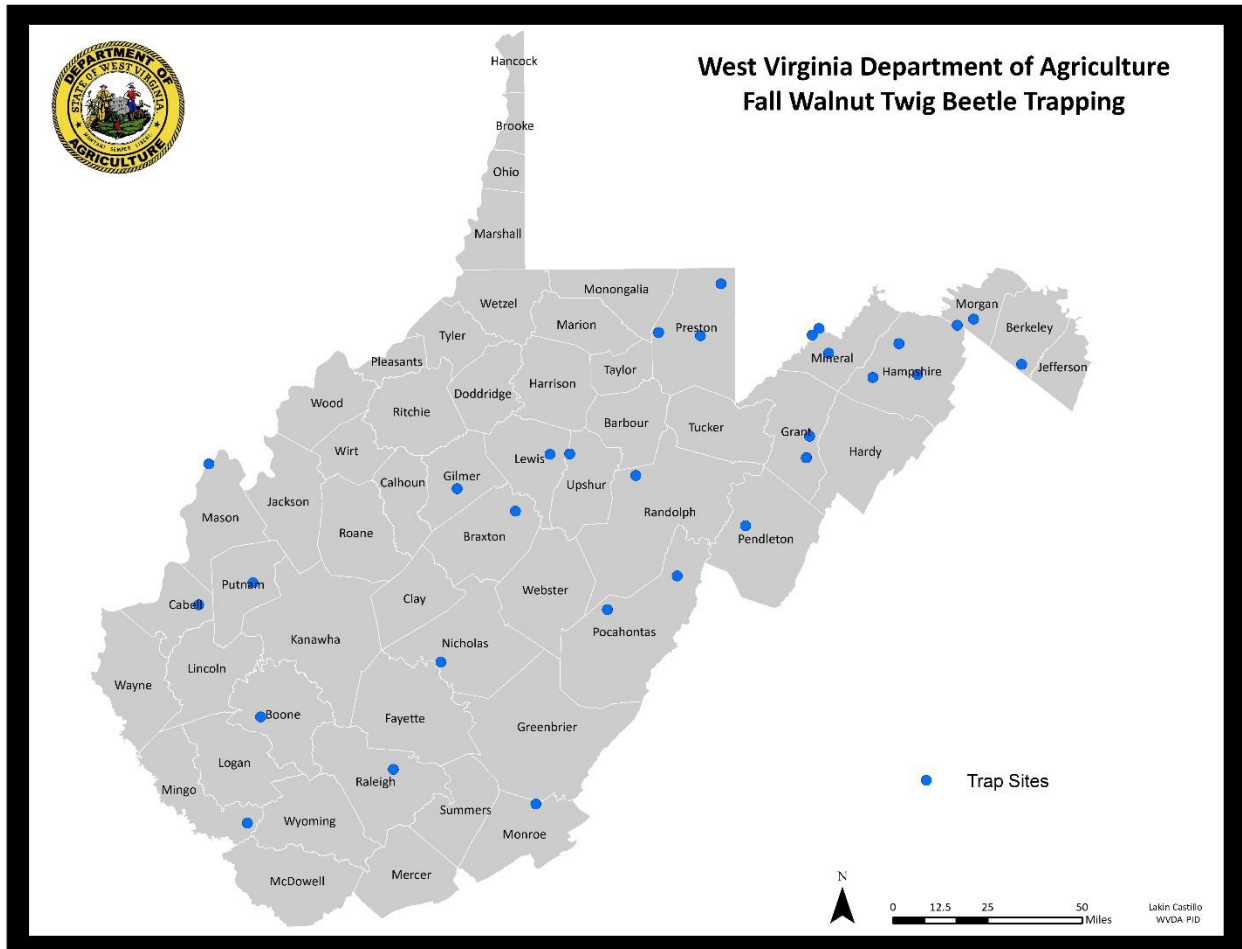 West Virginia Department of Agriculture
Fall Walnut Twig Beetle Trapping
DEPARTMENT OF
STATE OF WEST VIRGINIA
MONTANI SEMPER LIBERI
AGRICULTURE
Hancock
Brooke
Ohio
Marshall
Wetzel
Monongalia
Marion
Preston
Morgan
Berkeley
Jefferson
Tyler
Pleasants
Mineral
Hampshire
Taylor
Harrison
Doddridge
Wood
Ritchie
Barbour
Tucker
Grant
Hardy
Wirt
Lewis
Upshur
Gilmer
Calhoun
Jackson
Randolph
Mason
Roane
Braxton
Pendleton
Putnam
Webster
Clay
Cabell
Pocahontas
Kanawha
Nicholas
Lincoln
Wayne
Boone
Fayette
Greenbrier
Logan
Raleigh
Mingo
Summers
Wyoming
Monroe
Mercer
McDowell
Trap Sites
N
0 12.5 25 50
Miles
Lakin Castillo
WVDA PID